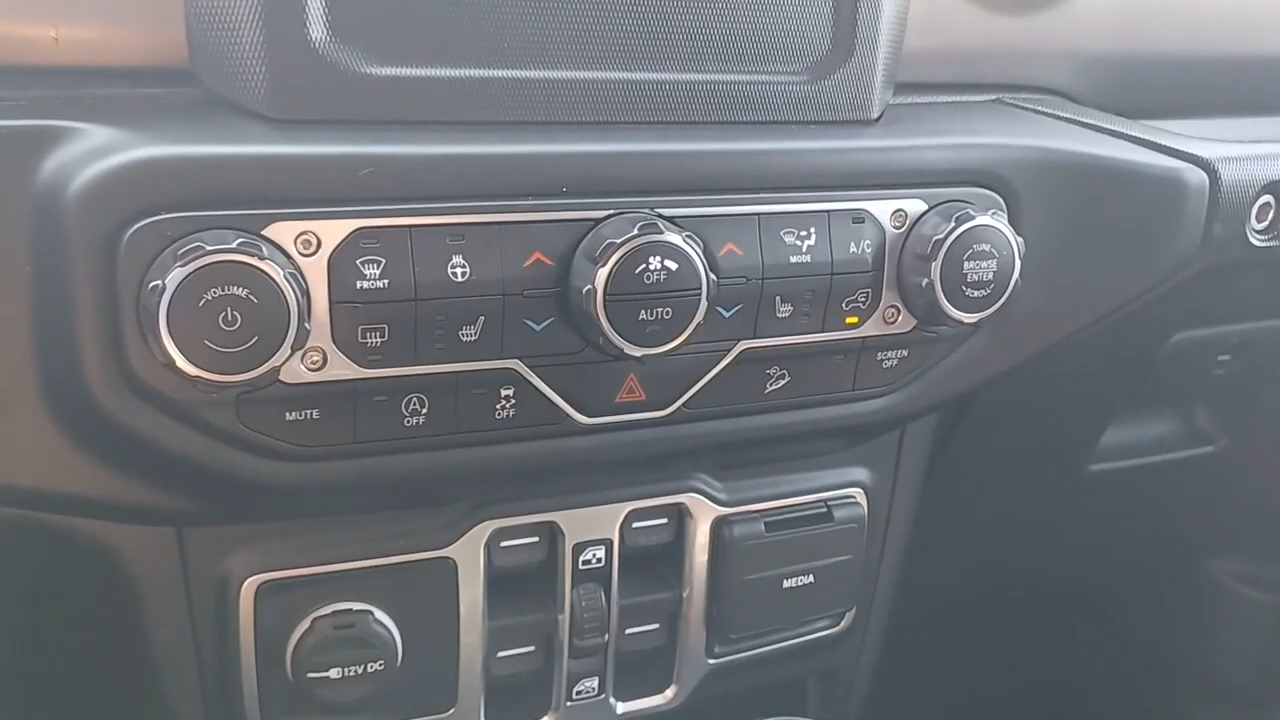 VOLUME
FRONT
OFF
AUTO
MODE
A/C
TUNE
BROWSE
ENTER
SCROLL
MUTE
A
OFF
OFF
SCREEN
OFF
12V DC
MEDIA